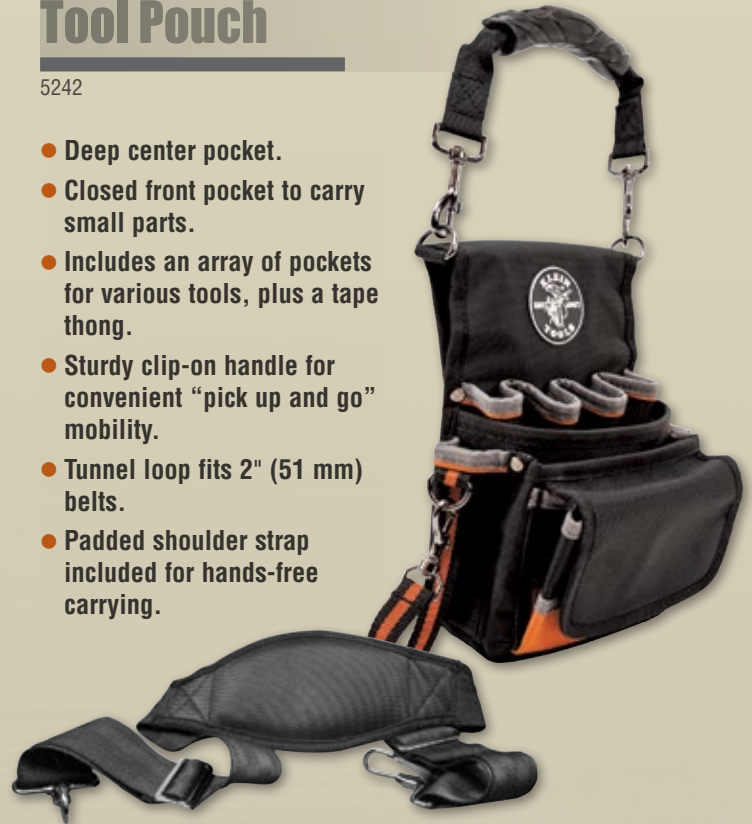 Tool Pouch
5242
● Deep center pocket.
● Closed front pocket to carry
small parts.
● Includes an array of pockets
for various tools, plus a tape
thong.
● Sturdy clip-on handle for
convenient “pick up and go”
mobility.
● Tunnel loop fits 2" (51 mm)
belts.
● Padded shoulder strap
included for hands-free
carrying.
KLEIN
TOOLS